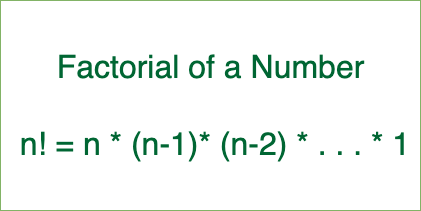 Factorial of a Number
n! = n * (n-1)* (n-2) * . . . * 1